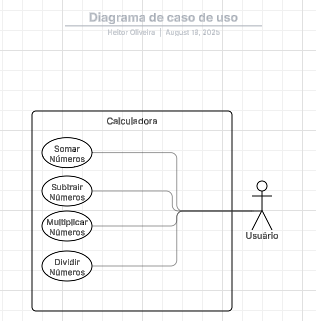 Diagrama de caso de uso
Heitor Oliveira | August 18, 2025
Calculadora
Somar
Números
Subtrair
Números
Multiplicar
Números
Dividir
Números
Usuário